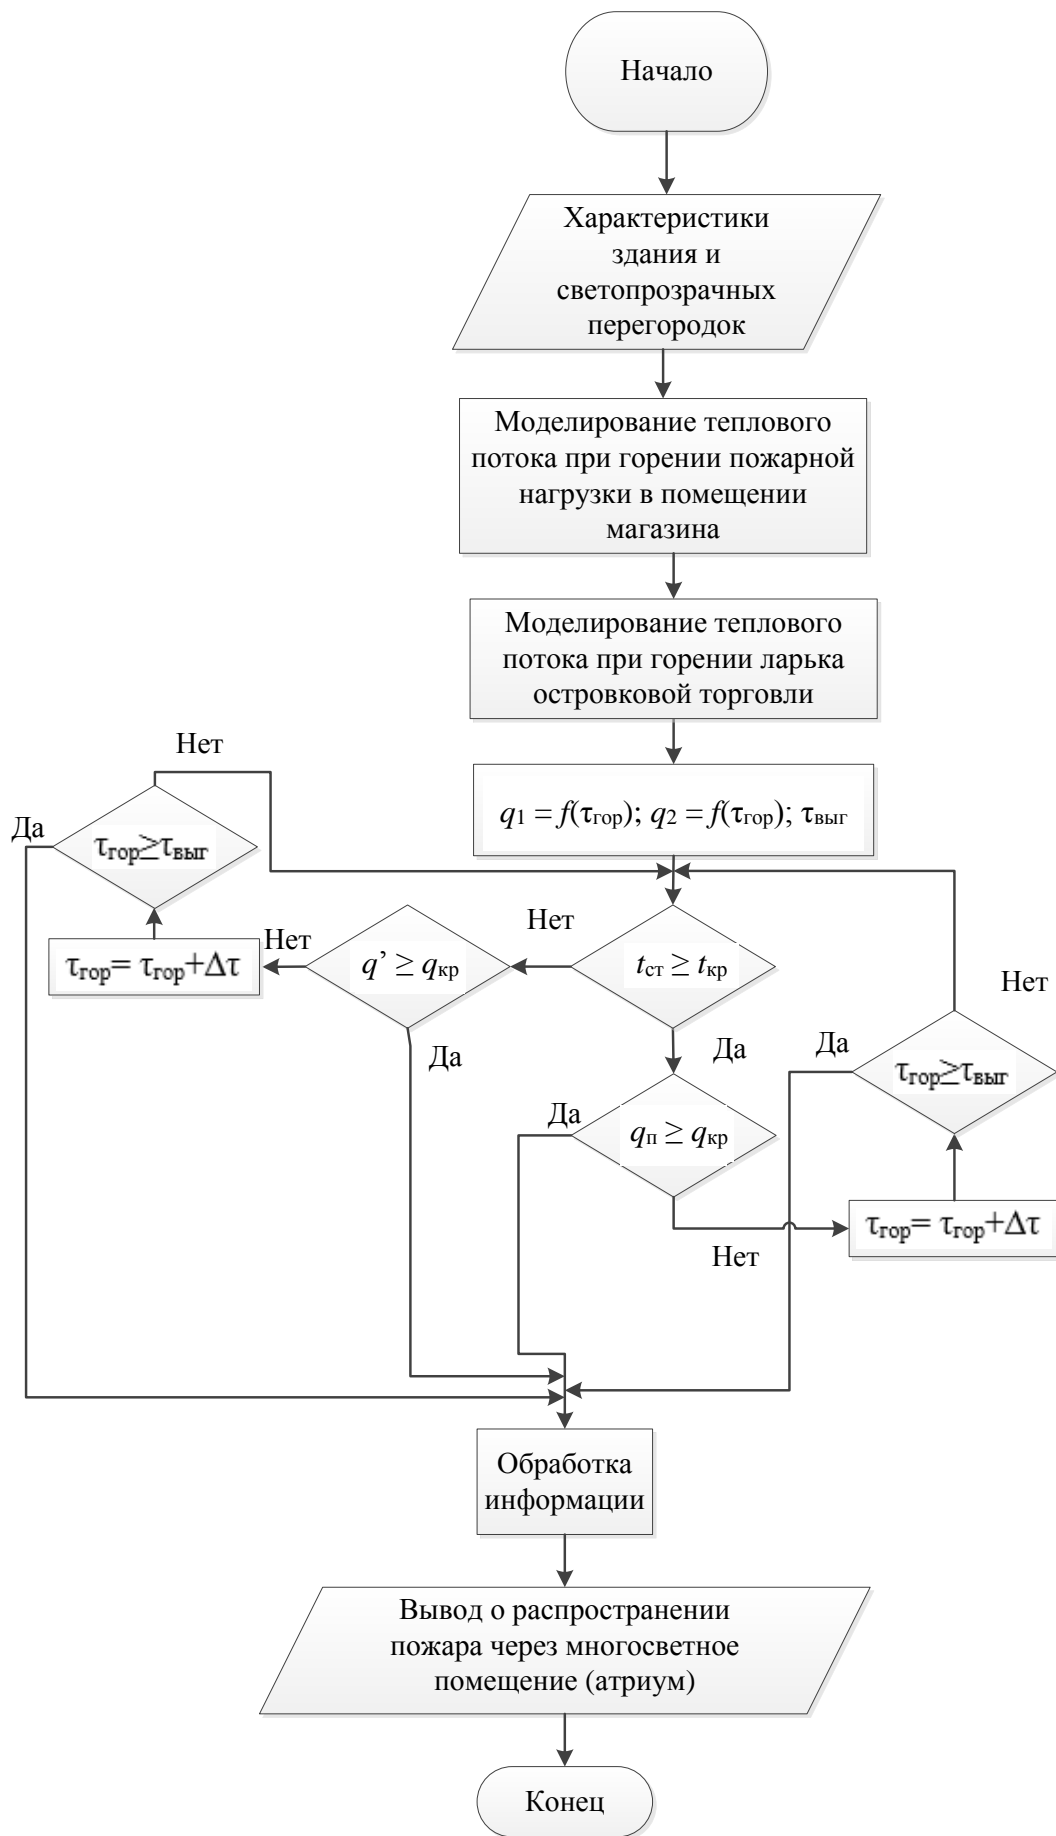 Начало
Характеристики
здания и
светопрозрачных
перегородок
Моделирование теплового
потока при горении пожарной
нагрузки в помещении
магазина
Моделирование теплового
потока при горении ларька
островковой торговли
q1 = f(τгор); q2 = f(τгор); τвыг
Нет
Да
τгор≥τвыг
τгор= τгор+Δτ
Нет
q’ ≥ qкр
Да
Нет
tст ≥ tкр
Да
Да
qп ≥ qкр
Нет
Нет
Да
τгор≥τвыг
τгор= τгор+Δτ
Обработка
информации
Вывод о распространении
пожара через многосветное
помещение (атриум)
Конец